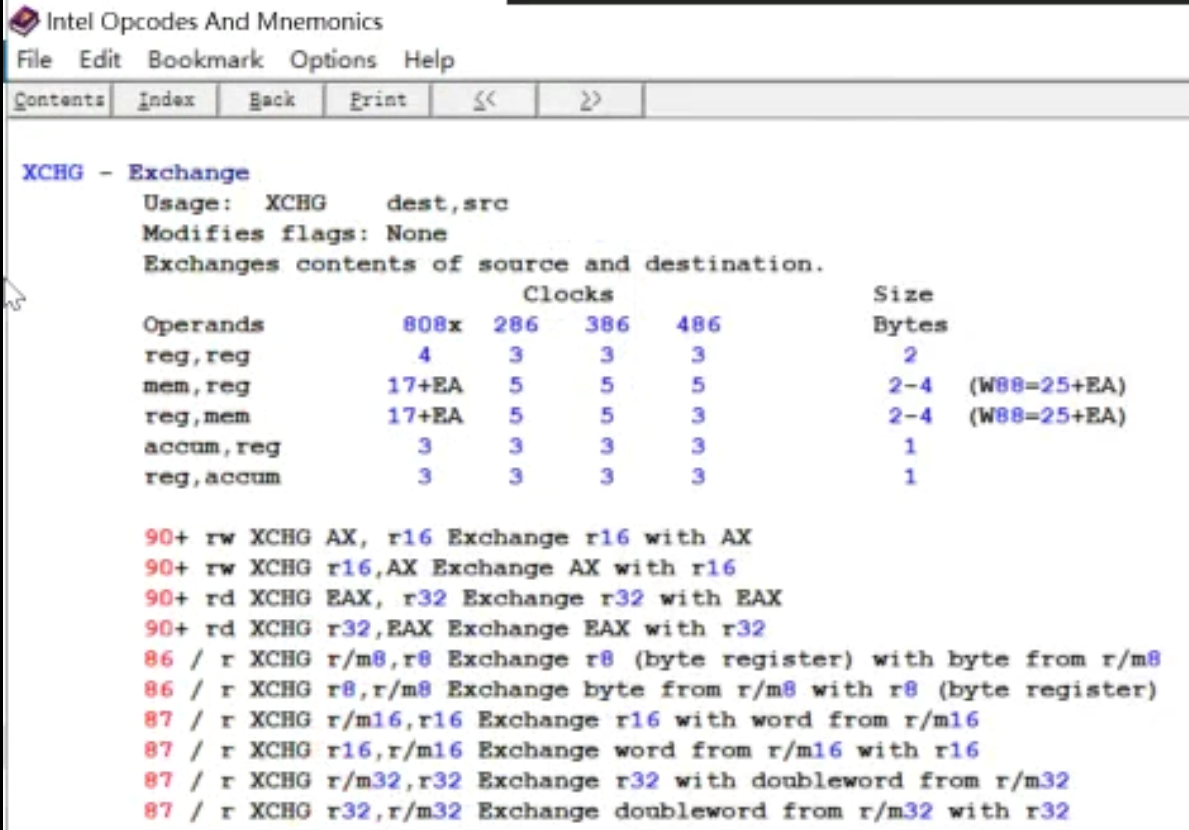 Intel Opcodes And Mnemonics
File Edit Bookmark Options Help
Contents Index Back Print << >>
XCHG - Exchange
Usage: XCHG dest,src
Modifies flags: None
Exchanges contents of source and destination.
Clocks Size
Operands 808x 286 386 486 Bytes
reg,reg 4 3 3 3 2
mem,reg 17+EA 5 5 5 2-4 (W88=25+EA)
reg,mem 17+EA 5 5 3 2-4 (W88=25+EA)
accum,reg 3 3 3 3 1
reg,accum 3 3 3 3 1
90+ rw XCHG AX, r16 Exchange r16 with AX
90+ rw XCHG r16,AX Exchange AX with r16
90+ rd XCHG EAX, r32 Exchange r32 with EAX
90+ rd XCHG r32,EAX Exchange EAX with r32
86 / r XCHG r/m8,r8 Exchange r8 (byte register) with byte from r/m8
86 / r XCHG r8,r/m8 Exchange byte from r/m8 with r8 (byte register)
87 / r XCHG r/m16,r16 Exchange r16 with word from r/m16
87 / r XCHG r16,r/m16 Exchange word from r/m16 with r16
87 / r XCHG r/m32,r32 Exchange r32 with doubleword from r/m32
87 / r XCHG r32,r/m32 Exchange doubleword from r/m32 with r32